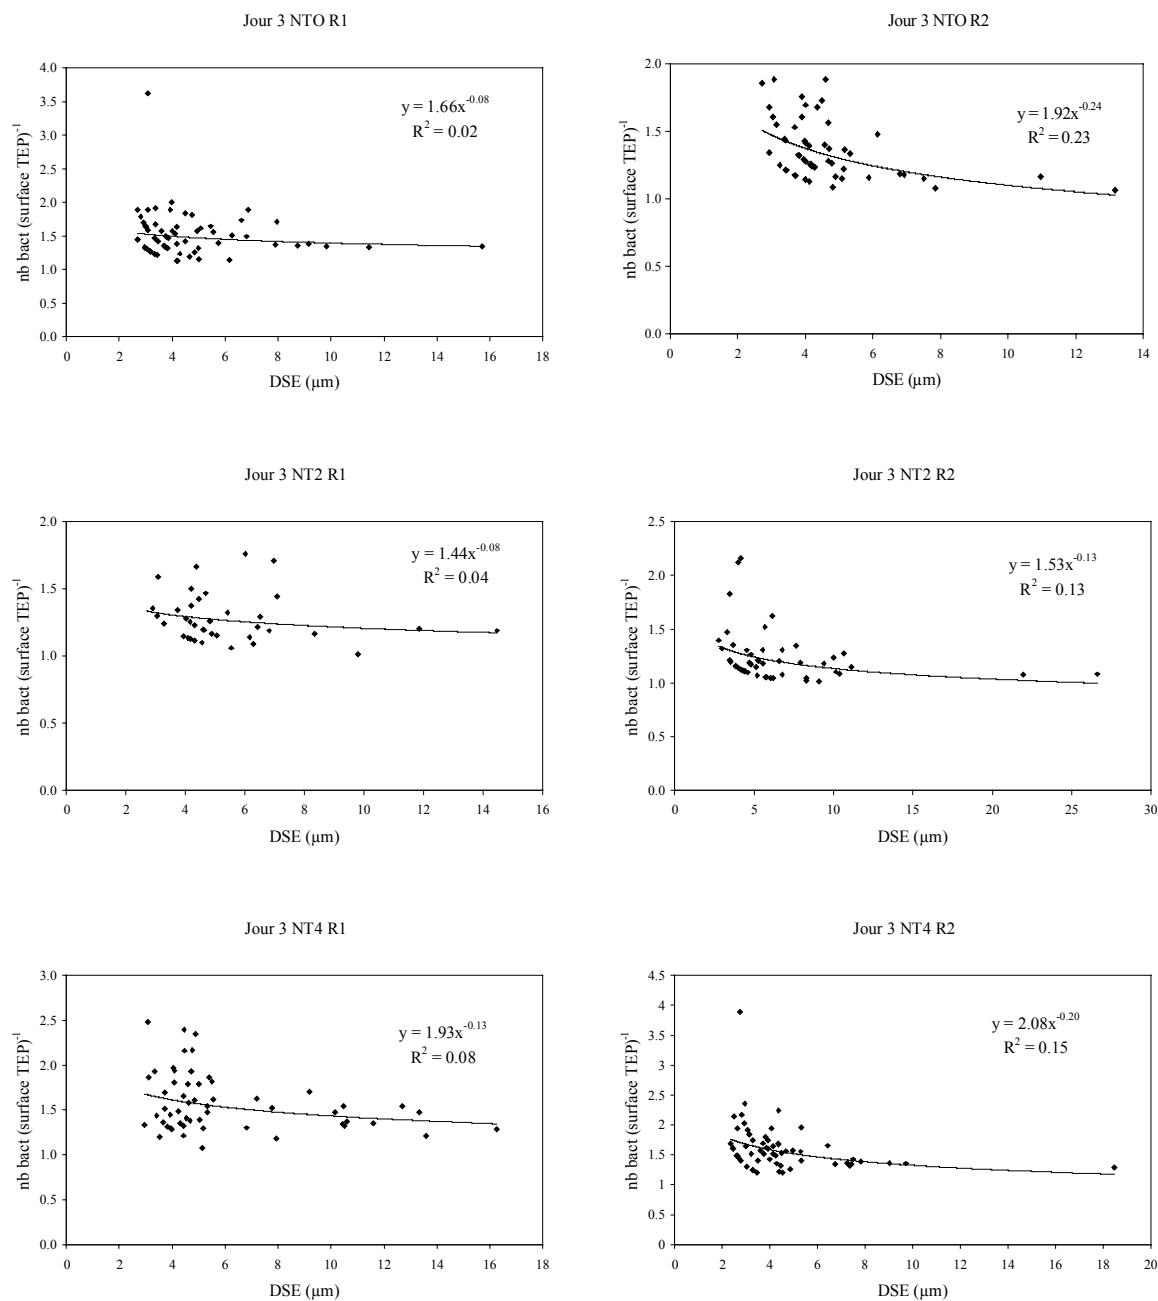 Jour 3 NTO R1
nb bact (surface TEP)⁻¹
4.0
3.5
3.0
2.5
2.0
1.5
1.0
0.5
0.0
y = 1.66x⁻⁰·⁰⁸
R² = 0.02
0 2 4 6 8 10 12 14 16 18
DSE (µm)
Jour 3 NTO R2
nb bact (surface TEP)⁻¹
2.0
1.5
1.0
0.5
0.0
y = 1.92x⁻⁰·²⁴
R² = 0.23
0 2 4 6 8 10 12 14
DSE (µm)
Jour 3 NT2 R1
nb bact (surface TEP)⁻¹
2.0
1.5
1.0
0.5
0.0
y = 1.44x⁻⁰·⁰⁸
R² = 0.04
0 2 4 6 8 10 12 14 16
DSE (µm)
Jour 3 NT2 R2
nb bact (surface TEP)⁻¹
2.5
2.0
1.5
1.0
0.5
0.0
y = 1.53x⁻⁰·¹³
R² = 0.13
0 5 10 15 20 25 30
DSE (µm)
Jour 3 NT4 R1
nb bact (surface TEP)⁻¹
3.0
2.5
2.0
1.5
1.0
0.5
0.0
y = 1.93x⁻⁰·¹³
R² = 0.08
0 2 4 6 8 10 12 14 16 18
DSE (µm)
Jour 3 NT4 R2
nb bact (surface TEP)⁻¹
4.5
4
3.5
3
2.5
2
1.5
1
0.5
0
y = 2.08x⁻⁰·²⁰
R² = 0.15
0 2 4 6 8 10 12 14 16 18 20
DSE (µm)